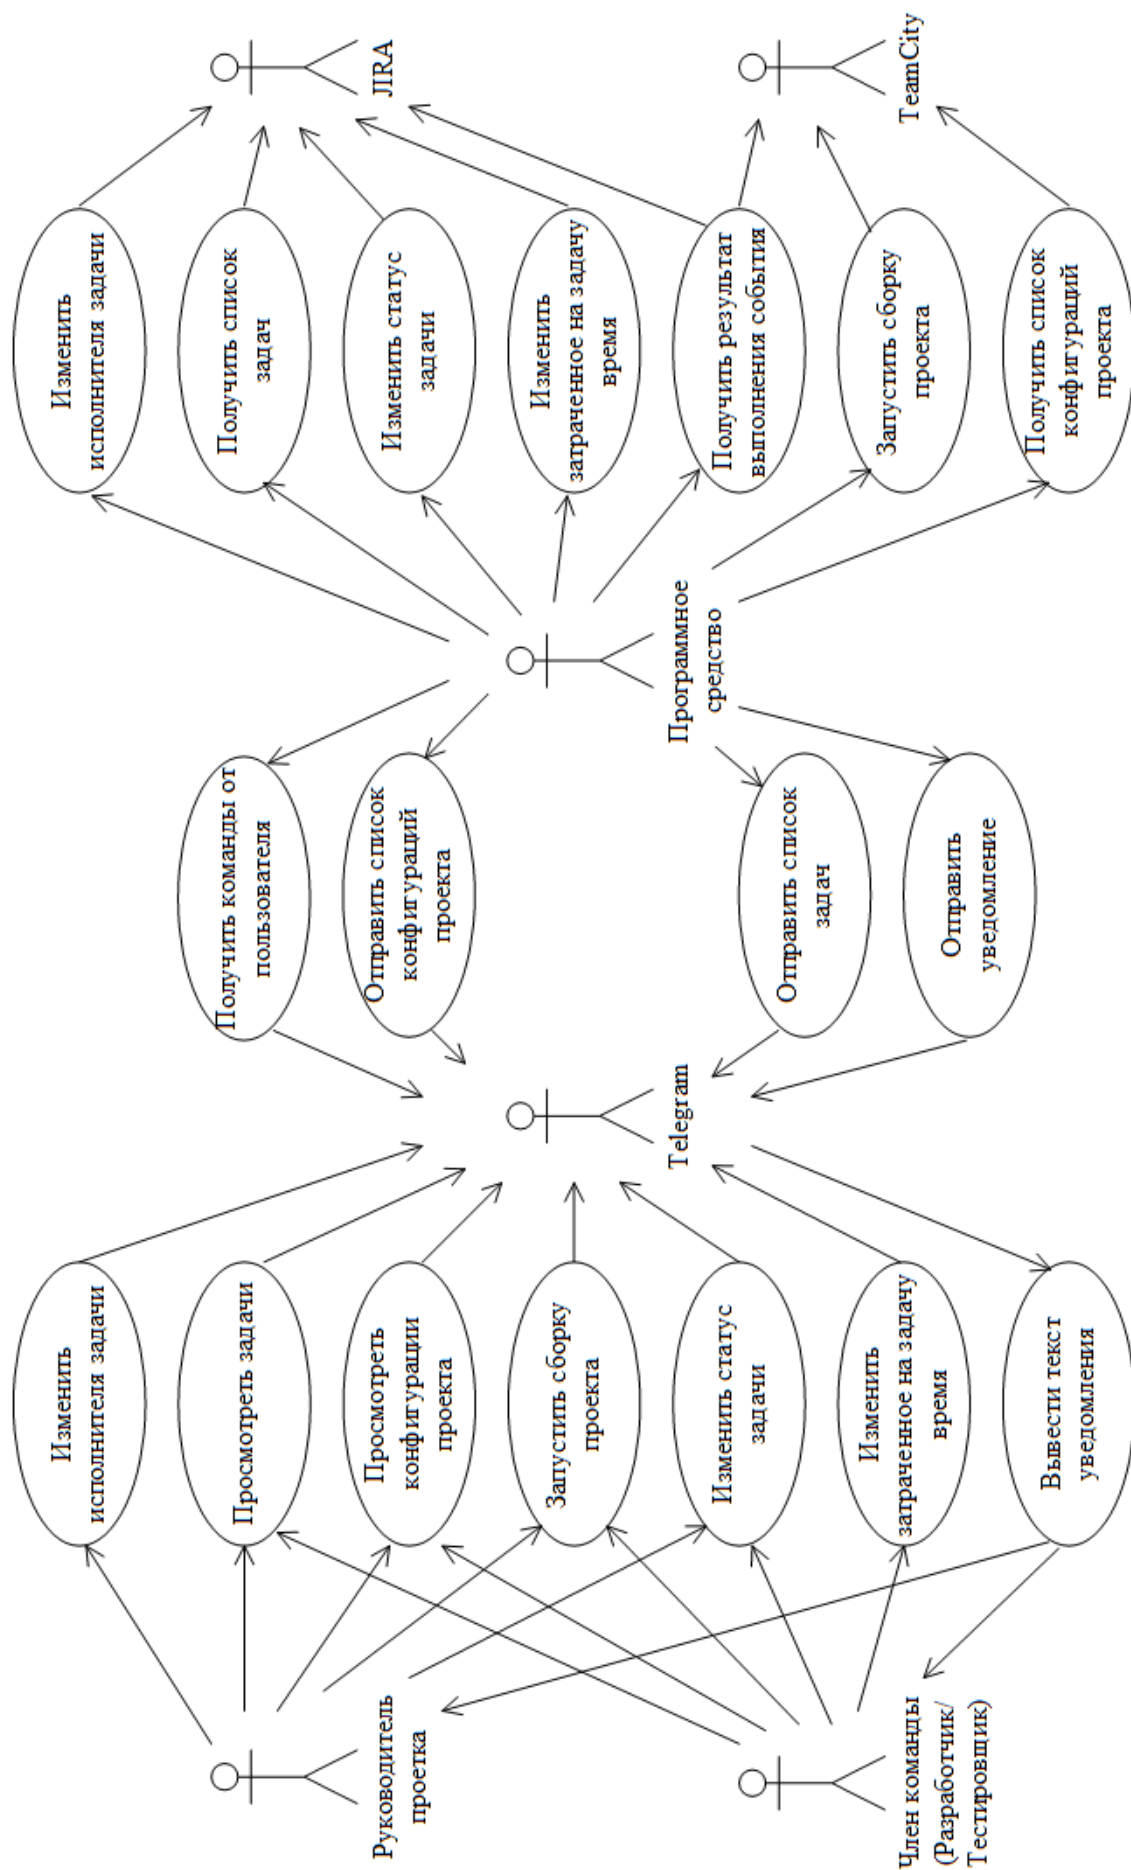 Руководитель
проетка
Член команды
(Разработчик/
Тестировщик)
Изменить
исполнителя задачи
Просмотреть задачи
Просмотреть
конфигурации
проекта
Запустить сборку
проекта
Изменить статус
задачи
Изменить
затраченное на задачу
время
Вывести текст
уведомления
Telegram
Получить команды от
пользователя
Отправить список
конфигураций
проекта
Отправить список
задач
Отправить
уведомление
Программное
средство
Изменить
исполнителя задачи
Получить список
задач
Изменить статус
задачи
Изменить
затраченное на задачу
время
Получить результат
выполнения события
Запустить сборку
проекта
Получить список
конфигураций
проекта
JIRA
TeamCity